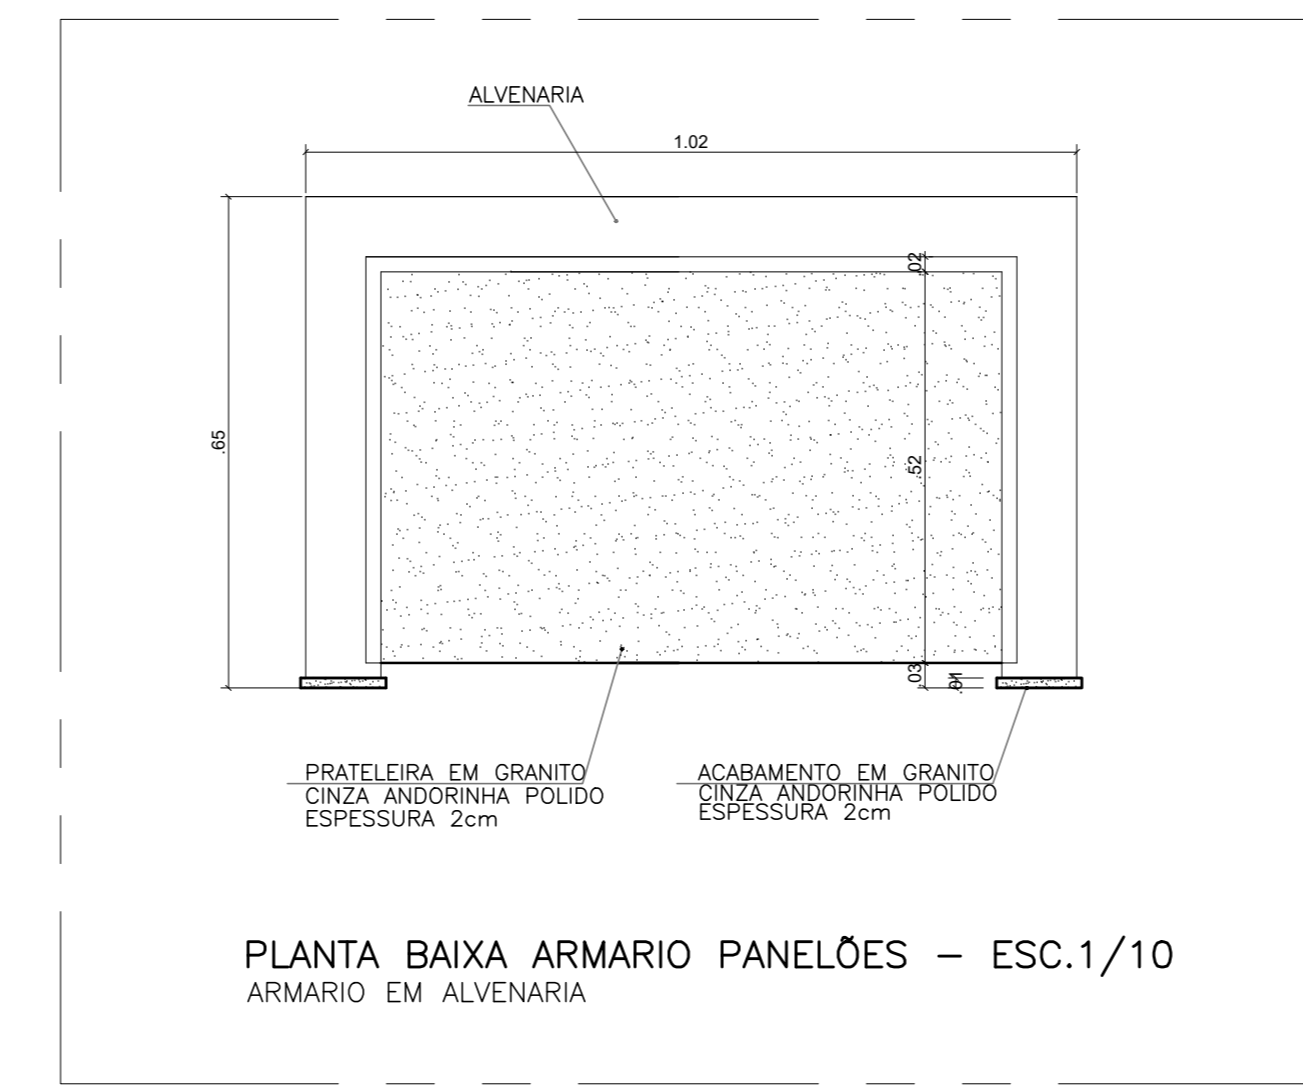 ALVENARIA
1.02
.02
.65
.52
.03
.01
PRATELEIRA EM GRANITO
CINZA ANDORINHA POLIDO
ESPESSURA 2cm
ACABAMENTO EM GRANITO
CINZA ANDORINHA POLIDO
ESPESSURA 2cm
PLANTA BAIXA ARMARIO PANELÕES – ESC.1/10
ARMARIO EM ALVENARIA